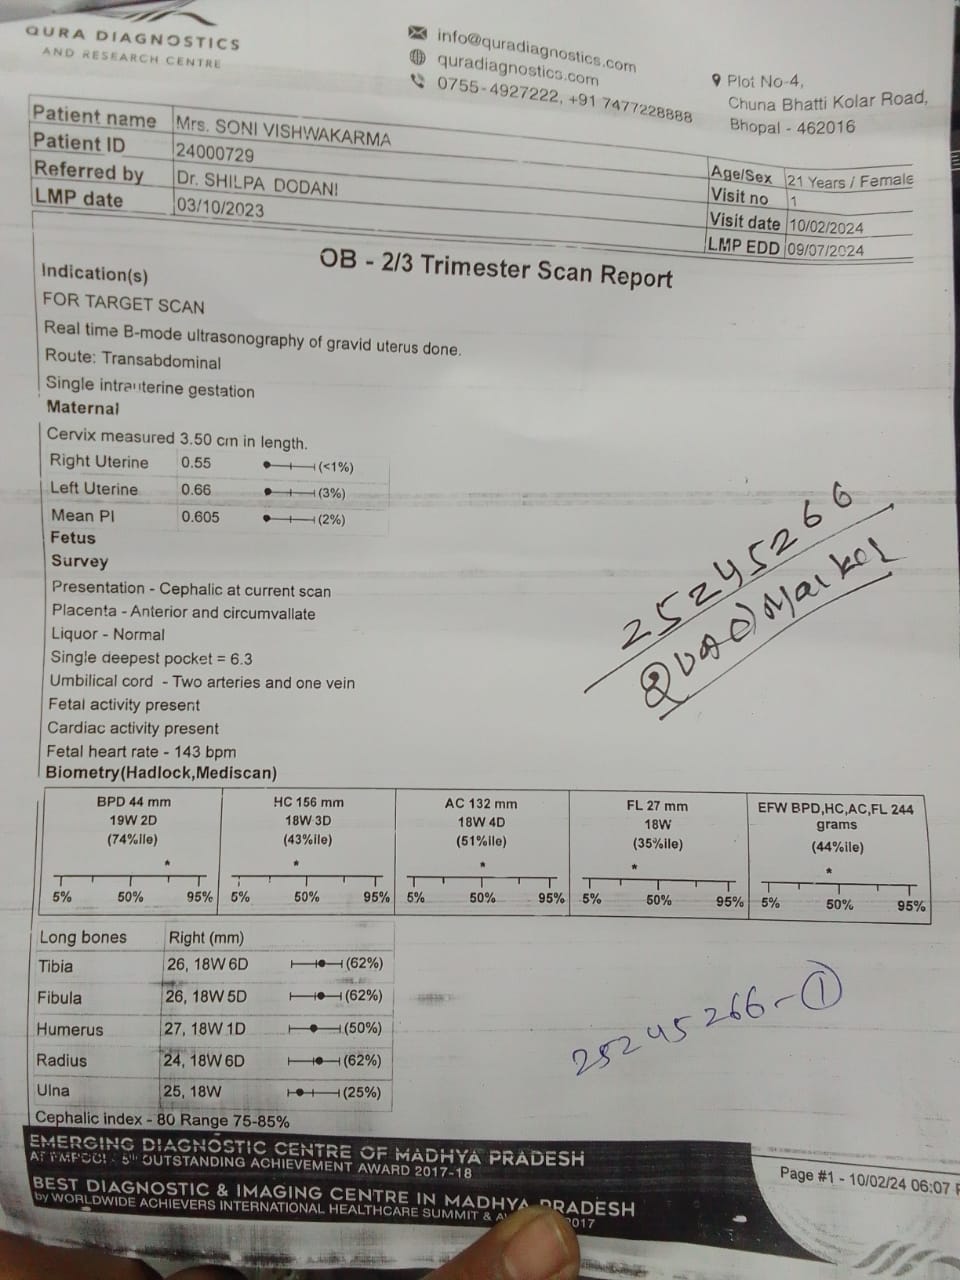 QURA DIAGNOSTICS
AND RESEARCH CENTRE
info@quradiagnostics.com
quradiagnostics.com
0755-4927222, +91 7477228888
Plot No-4,
Chuna Bhatti Kolar Road,
Bhopal - 462016
Patient name Mrs. SONI VISHWAKARMA
Patient ID 24000729
Referred by Dr. SHILPA DODANI
LMP date 03/10/2023
Age/Sex 21 Years / Female
Visit no 1
Visit date 10/02/2024
LMP EDD 09/07/2024
OB - 2/3 Trimester Scan Report
Indication(s)
FOR TARGET SCAN
Real time B-mode ultrasonography of gravid uterus done.
Route: Transabdominal
Single intrauterine gestation
Maternal
Cervix measured 3.50 cm in length.
Right Uterine 0.55 (<1%)
Left Uterine 0.66 (3%)
Mean PI 0.605 (2%)
Fetus
Survey
Presentation - Cephalic at current scan
Placenta - Anterior and circumvallate
Liquor - Normal
Single deepest pocket = 6.3
Umbilical cord - Two arteries and one vein
Fetal activity present
Cardiac activity present
Fetal heart rate - 143 bpm
25245266
QUAD Marker
Biometry(Hadlock,Mediscan)
BPD 44 mm
19W 2D
(74%ile)
*
5% 50% 95%
HC 156 mm
18W 3D
(43%ile)
*
5% 50% 95%
AC 132 mm
18W 4D
(51%ile)
*
5% 50% 95%
FL 27 mm
18W
(35%ile)
*
5% 50% 95%
EFW BPD,HC,AC,FL 244
grams
(44%ile)
*
5% 50% 95%
Long bones Right (mm)
Tibia 26, 18W 6D (62%)
Fibula 26, 18W 5D (62%)
Humerus 27, 18W 1D (50%)
Radius 24, 18W 6D (62%)
Ulna 25, 18W (25%)
Cephalic index - 80 Range 75-85%
25245266-1
EMERGING DIAGNOSTIC CENTRE OF MADHYA PRADESH
OUTSTANDING ACHIEVEMENT AWARD 2017-18
BEST DIAGNOSTIC & IMAGING CENTRE IN MADHYA PRADESH
by WORLDWIDE ACHIEVERS INTERNATIONAL HEALTHCARE SUMMIT & 2017
Page #1 - 10/02/24 06:07